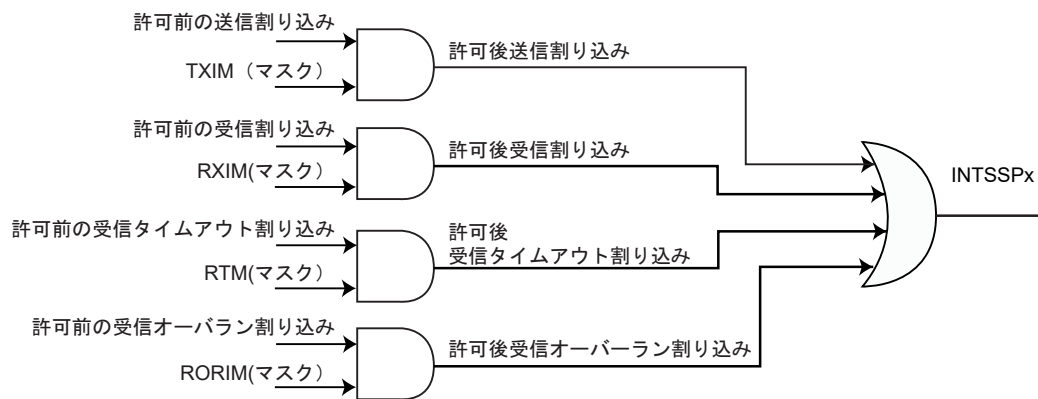 許可前の送信割り込み
TXIM（マスク）
許可後送信割り込み
許可前の受信割り込み
RXIM(マスク）
許可後受信割り込み
INTSSPx
許可前の受信タイムアウト割り込み
RTM(マスク）
許可後
受信タイムアウト割り込み
許可前の受信オーバラン割り込み
RORIM(マスク）
許可後受信オーバーラン割り込み